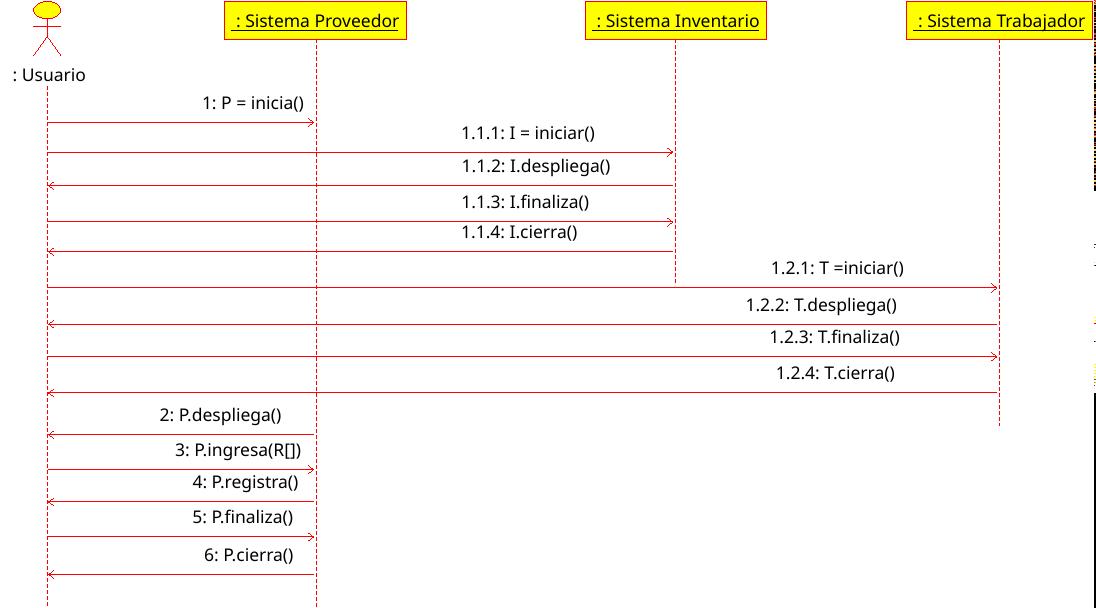 : Sistema Proveedor
: Sistema Inventario
: Sistema Trabajador
: Usuario
1: P = inicia()
1.1.1: I = iniciar()
1.1.2: I.despliega()
1.1.3: I.finaliza()
1.1.4: I.cierra()
1.2.1: T =iniciar()
1.2.2: T.despliega()
1.2.3: T.finaliza()
1.2.4: T.cierra()
2: P.despliega()
3: P.ingresa(R[])
4: P.registra()
5: P.finaliza()
6: P.cierra()